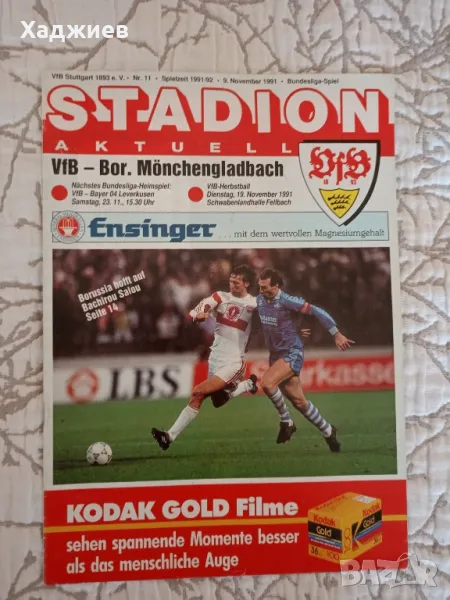 Хаджиев
VfB Stuttgart 1893 e. V. • Nr. 11 • Spielzeit 1991/92 • 9. November 1991 • Bundesliga-Spiel
STADION
AKTUELL
VfB – Bor. Mönchengladbach
VfB
Nächstes Bundesliga-Heimspiel:
VfB – Bayer 04 Leverkusen
Samstag, 23. 11., 15.30 Uhr
VfB-Herbstball
Dienstag, 19. November 1991
Schwabenlandhalle Fellbach
Ensinger ...mit dem wertvollen Magnesiumgehalt
Borussia hofft auf
Bachirou Salou
Seite 14
LBS
Sparkasse
KODAK GOLD Filme
sehen spannende Momente besser
als das menschliche Auge
Kodak
Gold
36
100
BAZAR